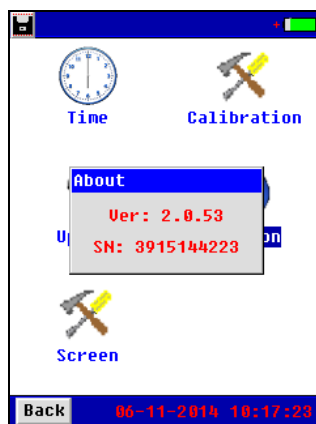 Time Calibration
About
Ver: 2.0.53
SN: 3915144223
Screen
Back 06-11-2014 10:17:23